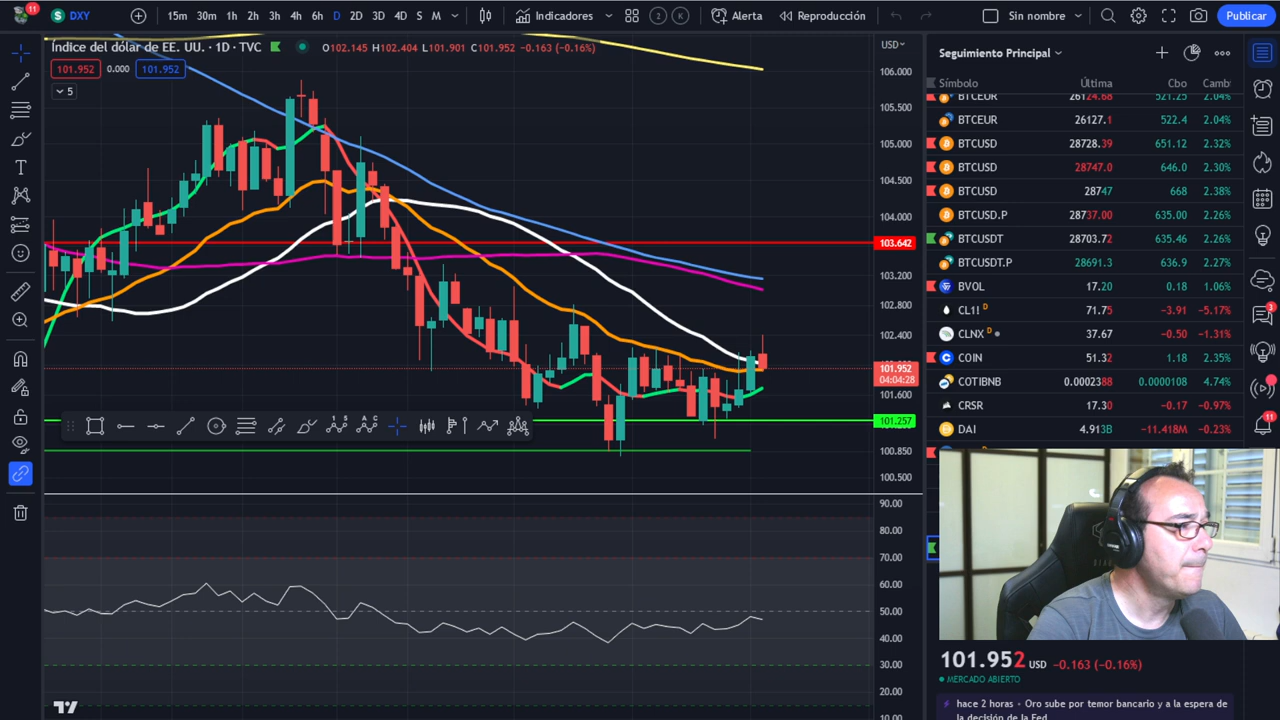 11
DXY
15m 30m 1h 2h 3h 4h 6h D 2D 3D 4D S M
Indicadores
2 K
Alerta
Reproducción
Sin nombre
Publicar
Índice del dólar de EE. UU. · 1D · TVC
O102.145 H102.404 L101.901 C101.952 −0.163 (−0.16%)
101.952 0.000 101.952
5
USD
106.000
105.500
105.000
104.500
104.000
103.642
103.200
102.800
102.400
101.952
04:04:28
101.600
101.257
100.850
100.500
90.00
80.00
70.00
60.00
50.00
40.00
30.00
20.00
10.00
Seguimiento Principal
Símbolo Última Cbo Camb
BTCEUR 26124.68 521.25 2.04%
BTCEUR 26127.1 522.4 2.04%
BTCUSD 28728.39 651.12 2.32%
BTCUSD 28747.0 646.0 2.30%
BTCUSD 28747 668 2.38%
BTCUSD.P 28737.00 635.00 2.26%
BTCUSDT 28703.72 635.46 2.26%
BTCUSDT.P 28691.3 636.9 2.27%
BVOL 17.20 0.18 1.06%
CL1! D 71.75 −3.91 −5.17%
CLNX D 37.67 −0.50 −1.31%
COIN 51.32 1.18 2.35%
COTIBNB 0.0002388 0.0000108 4.74%
CRSR 17.30 −0.17 −0.97%
DAI 4.913B −11.418M −0.23%
3
11
101.952 USD −0.163 (−0.16%)
MERCADO ABIERTO
hace 2 horas • Oro sube por temor bancario y a la espera de
la decisión de la Fed